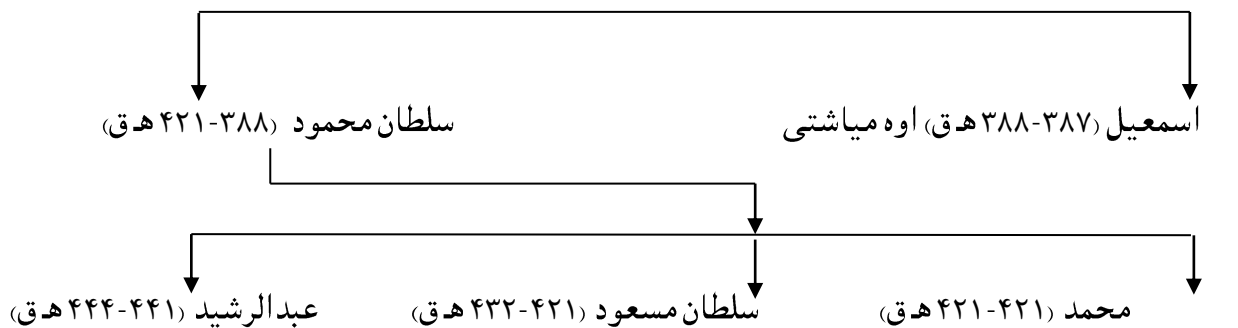 اسمعیل (۳۸۷-۳۸۸ هـ ق) اوه میاشتی    سلطان محمود (۳۸۸-۴۲۱ هـ ق)
محمد (۴۲۱-۴۲۱ هـ ق)    سلطان مسعود (۴۲۱-۴۳۲ هـ ق)    عبدالرشید (۴۴۱-۴۴۴ هـ ق)